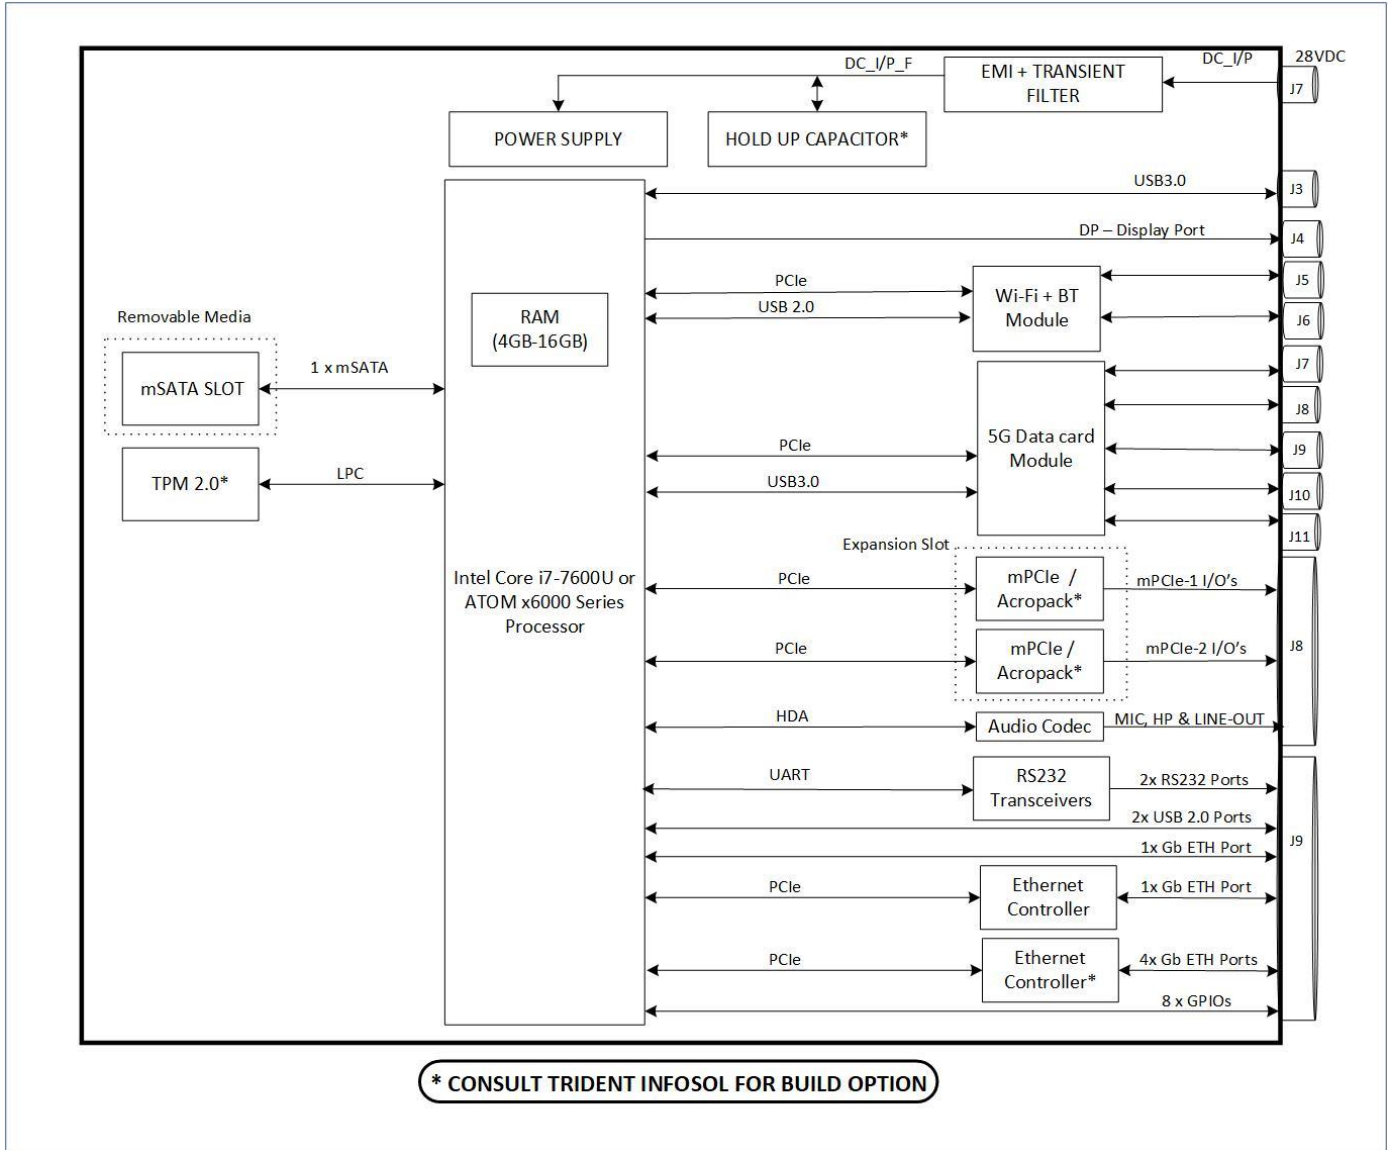 28VDC
DC_I/P_F
DC_I/P
EMI + TRANSIENT
FILTER
J7
POWER SUPPLY
HOLD UP CAPACITOR*
USB3.0
J3
DP – Display Port
J4
PCIe
USB 2.0
Wi-Fi + BT
Module
J5
J6
RAM
(4GB-16GB)
Removable Media
mSATA SLOT
1 x mSATA
TPM 2.0*
LPC
PCIe
USB3.0
5G Data card
Module
J7
J8
J9
J10
J11
Expansion Slot
Intel Core i7-7600U or
ATOM x6000 Series
Processor
PCIe
mPCIe /
Acropack*
mPCIe-1 I/O's
PCIe
mPCIe /
Acropack*
mPCIe-2 I/O's
J8
HDA
Audio Codec
MIC, HP & LINE-OUT
UART
RS232
Transceivers
2x RS232 Ports
2x USB 2.0 Ports
1x Gb ETH Port
J9
PCIe
Ethernet
Controller
1x Gb ETH Port
PCIe
Ethernet
Controller*
4x Gb ETH Ports
8 x GPIOs
* CONSULT TRIDENT INFOSOL FOR BUILD OPTION